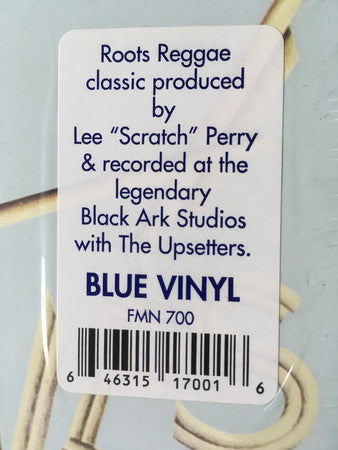 Roots Reggae
classic produced
by
Lee "Scratch" Perry
& recorded at the
legendary
Black Ark Studios
with The Upsetters.
BLUE VINYL
FMN 700
6 46315 17001 6